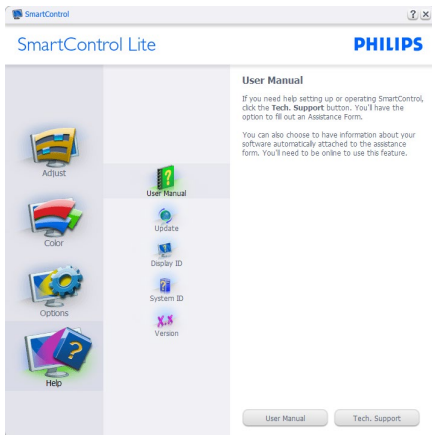 SmartControl
SmartControl Lite
PHILIPS
Adjust
Color
Options
Help
User Manual
Update
Display ID
System ID
X.X
Version
User Manual
If you need help setting up or operating SmartControl,
click the Tech. Support button. You'll have the
option to fill out an Assistance Form.
You can also choose to have information about your
software automatically attached to the assistance
form. You'll need to be online to use this feature.
User Manual
Tech. Support